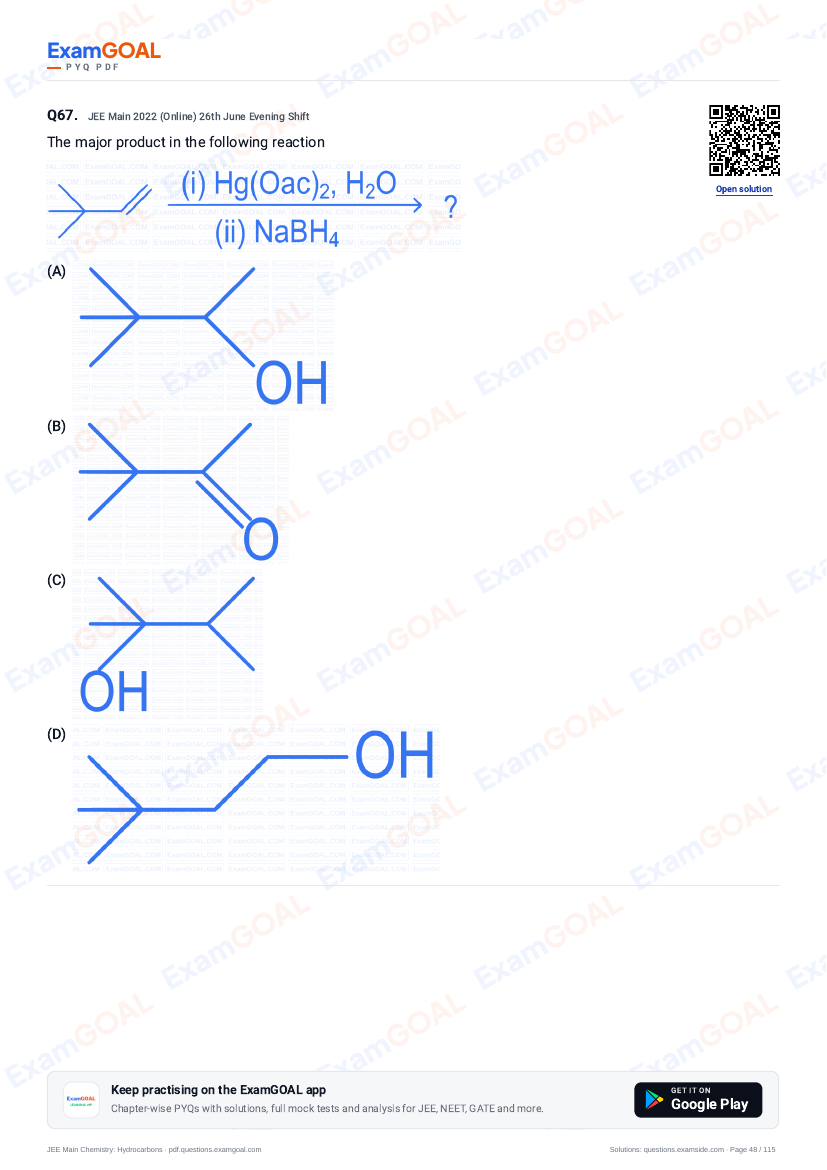 ExamGOAL
PYQ PDF
Q67. JEE Main 2022 (Online) 26th June Evening Shift
The major product in the following reaction
Open solution
(i) Hg(Oac)2, H2O
(ii) NaBH4
?
(A)
OH
(B)
O
(C)
OH
(D)
OH
Keep practising on the ExamGOAL app
Chapter-wise PYQs with solutions, full mock tests and analysis for JEE, NEET, GATE and more.
GET IT ON
Google Play
JEE Main Chemistry: Hydrocarbons · pdf.questions.examgoal.com
Solutions: questions.examside.com · Page 48 / 115